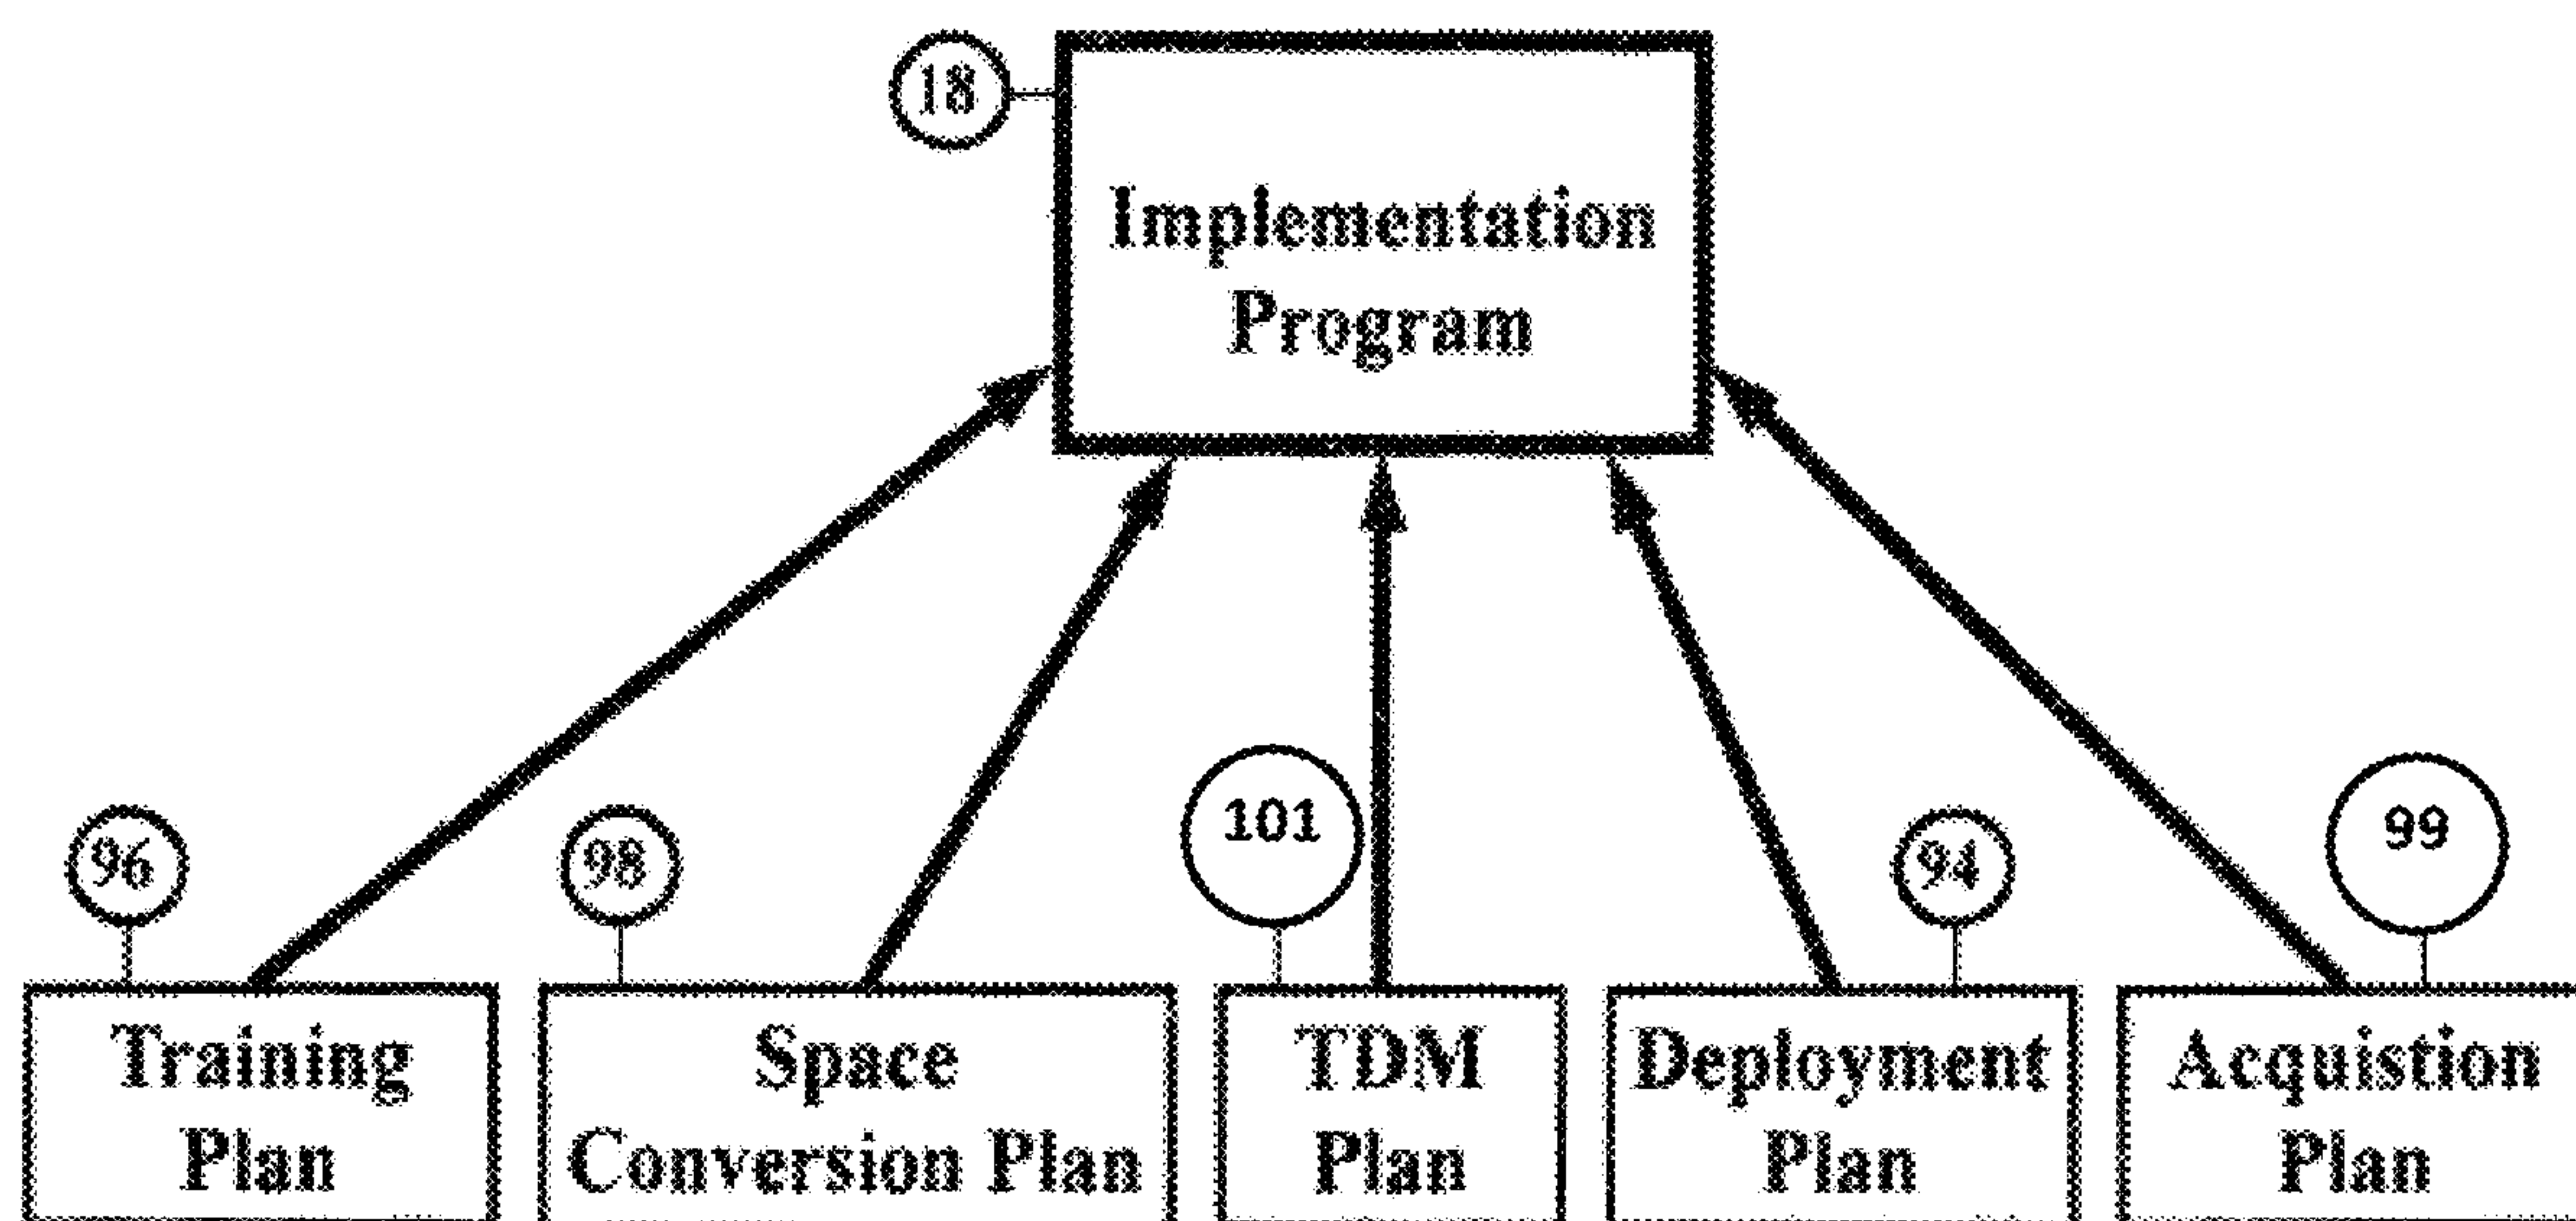 18
Implementation
Program
96
98
101
94
99
Training
Plan
Space
Conversion Plan
TDM
Plan
Deployment
Plan
Acquistion
Plan